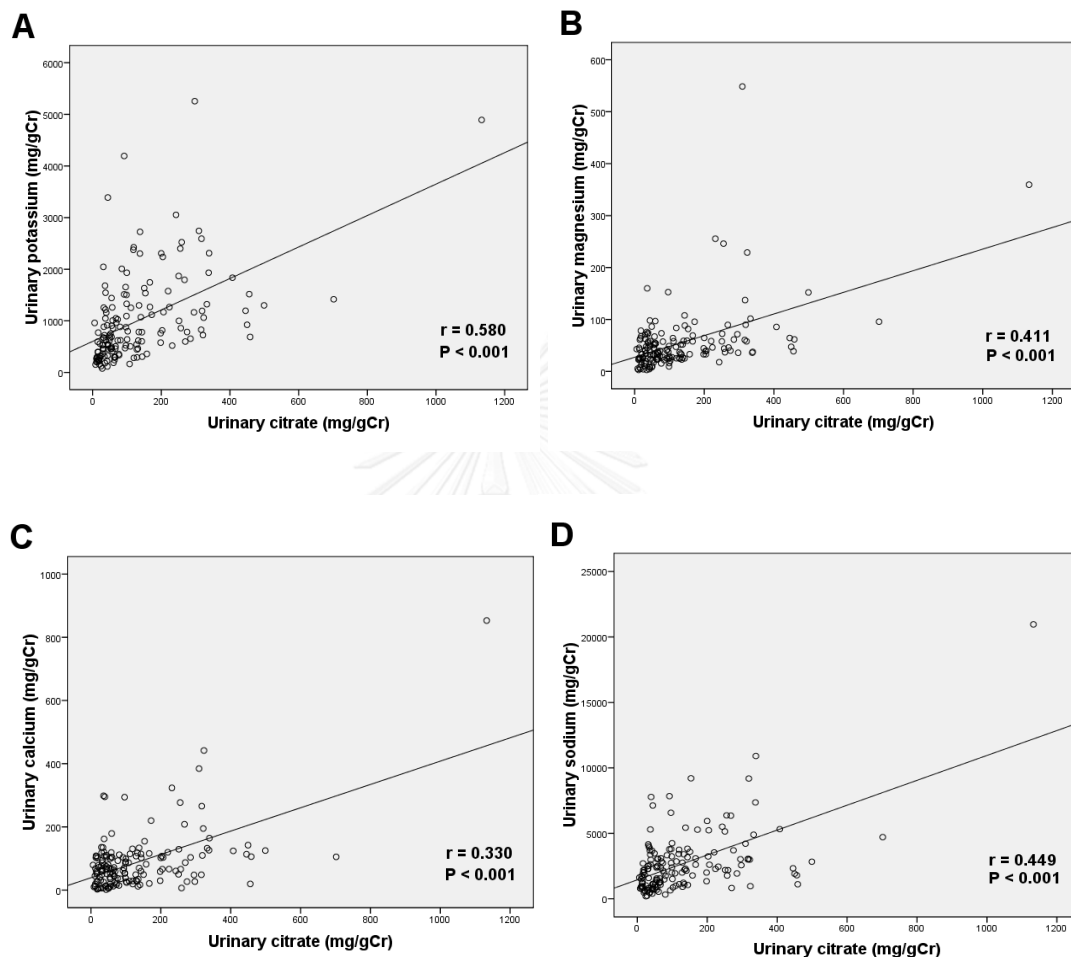 A
Urinary potassium (mg/gCr)
6000
5000
4000
3000
2000
1000
0
r = 0.580
P < 0.001
0 200 400 600 800 1000 1200
Urinary citrate (mg/gCr)
B
Urinary magnesium (mg/gCr)
600
500
400
300
200
100
0
r = 0.411
P < 0.001
0 200 400 600 800 1000 1200
Urinary citrate (mg/gCr)
C
Urinary calcium (mg/gCr)
1000
800
600
400
200
0
r = 0.330
P < 0.001
0 200 400 600 800 1000 1200
Urinary citrate (mg/gCr)
D
Urinary sodium (mg/gCr)
25000
20000
15000
10000
5000
0
r = 0.449
P < 0.001
0 200 400 600 800 1000 1200
Urinary citrate (mg/gCr)